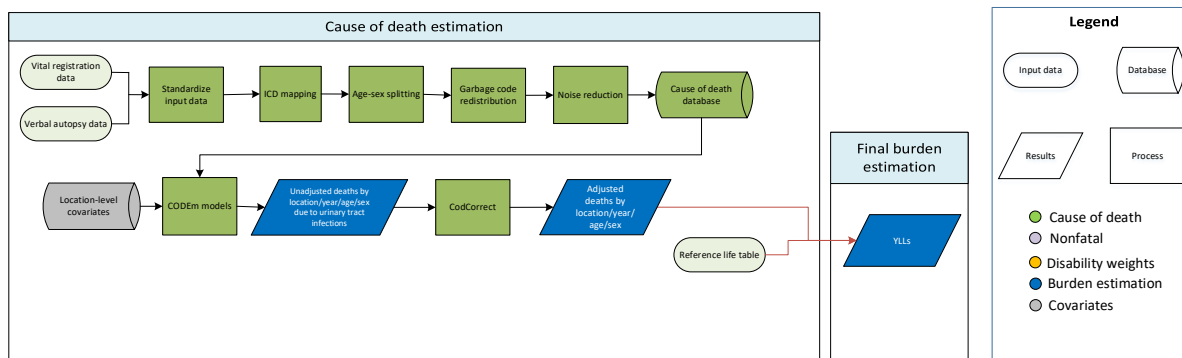 Cause of death estimation
Vital registration
data
Verbal autopsy data
Standardize
input data
ICD mapping
Age-sex splitting
Garbage code
redistribution
Noise reduction
Cause of death
database
Location-level
covariates
CODEm models
Unadjusted deaths by
location/year/age/sex
due to urinary tract
infections
CodCorrect
Adjusted
deaths by
location/year/
age/sex
Reference life table
Final burden
estimation
YLLs
Legend
Input data
Database
Results
Process
Cause of death
Nonfatal
Disability weights
Burden estimation
Covariates